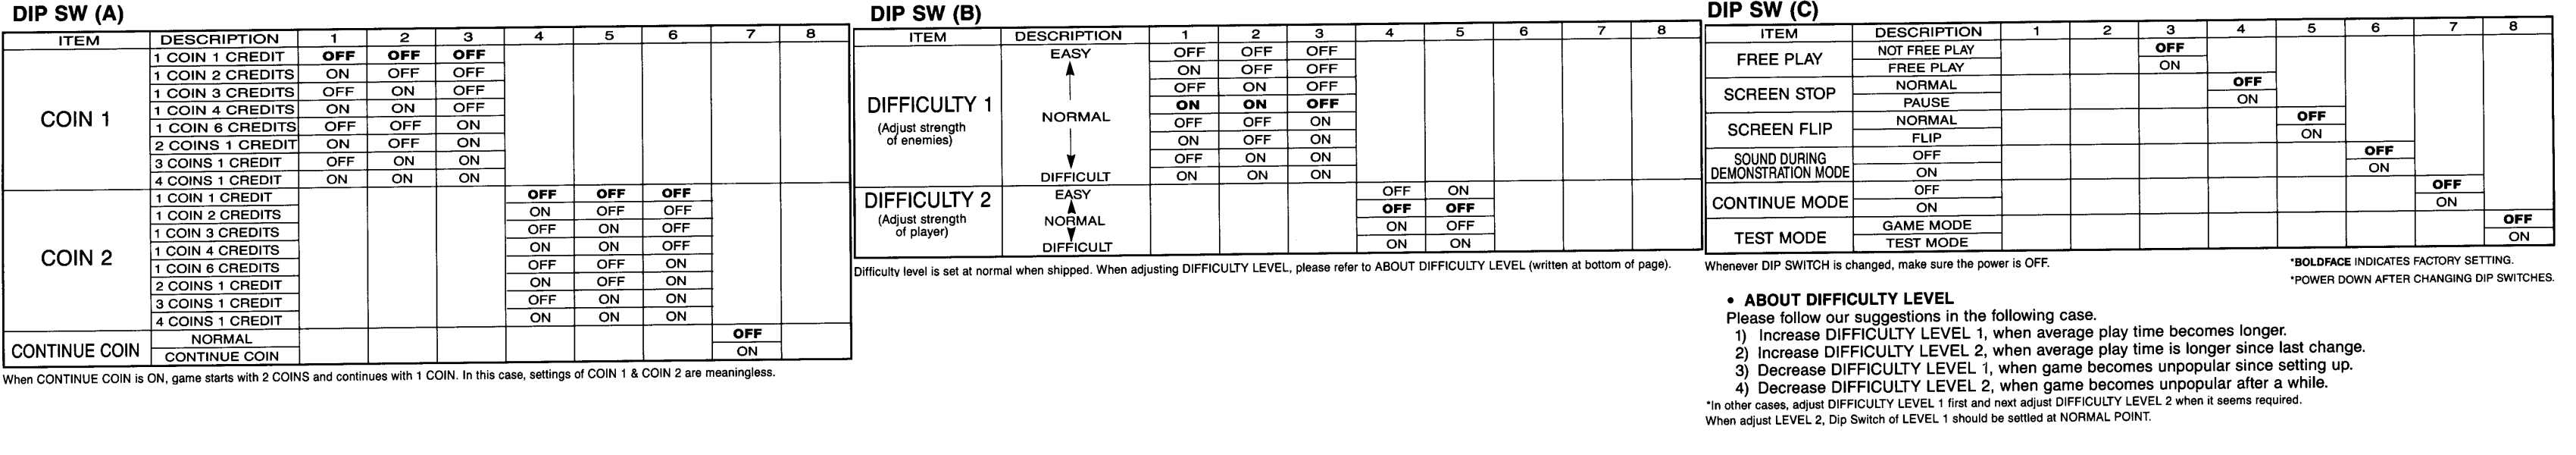 DIP SW (A)
ITEM DESCRIPTION 1 2 3 4 5 6 7 8
COIN 1
1 COIN 1 CREDIT OFF OFF OFF
1 COIN 2 CREDITS ON OFF OFF
1 COIN 3 CREDITS OFF ON OFF
1 COIN 4 CREDITS ON ON OFF
1 COIN 6 CREDITS OFF OFF ON
2 COINS 1 CREDIT ON OFF ON
3 COINS 1 CREDIT OFF ON ON
4 COINS 1 CREDIT ON ON ON
COIN 2
1 COIN 1 CREDIT OFF OFF OFF
1 COIN 2 CREDITS ON OFF OFF
1 COIN 3 CREDITS OFF ON OFF
1 COIN 4 CREDITS ON ON OFF
1 COIN 6 CREDITS OFF OFF ON
2 COINS 1 CREDIT ON OFF ON
3 COINS 1 CREDIT OFF ON ON
4 COINS 1 CREDIT ON ON ON
CONTINUE COIN
NORMAL OFF
CONTINUE COIN ON
When CONTINUE COIN is ON, game starts with 2 COINS and continues with 1 COIN. In this case, settings of COIN 1 & COIN 2 are meaningless.
DIP SW (B)
ITEM DESCRIPTION 1 2 3 4 5 6 7 8
DIFFICULTY 1
(Adjust strength
of enemies)
EASY OFF OFF OFF
ON OFF OFF
OFF ON OFF
ON ON OFF
NORMAL OFF OFF ON
ON OFF ON
OFF ON ON
DIFFICULT ON ON ON
DIFFICULTY 2
(Adjust strength
of player)
EASY OFF ON
OFF OFF
NORMAL ON OFF
DIFFICULT ON ON
Difficulty level is set at normal when shipped. When adjusting DIFFICULTY LEVEL, please refer to ABOUT DIFFICULTY LEVEL (written at bottom of page).
DIP SW (C)
ITEM DESCRIPTION 1 2 3 4 5 6 7 8
FREE PLAY
NOT FREE PLAY OFF
FREE PLAY ON
SCREEN STOP
NORMAL OFF
PAUSE ON
SCREEN FLIP
NORMAL OFF
FLIP ON
SOUND DURING
DEMONSTRATION MODE
OFF OFF
ON ON
CONTINUE MODE
OFF OFF
ON ON
TEST MODE
GAME MODE OFF
TEST MODE ON
Whenever DIP SWITCH is changed, make sure the power is OFF.
*BOLDFACE INDICATES FACTORY SETTING.
*POWER DOWN AFTER CHANGING DIP SWITCHES.
• ABOUT DIFFICULTY LEVEL
Please follow our suggestions in the following case.
1) Increase DIFFICULTY LEVEL 1, when average play time becomes longer.
2) Increase DIFFICULTY LEVEL 2, when average play time is longer since last change.
3) Decrease DIFFICULTY LEVEL 1, when game becomes unpopular since setting up.
4) Decrease DIFFICULTY LEVEL 2, when game becomes unpopular after a while.
*In other cases, adjust DIFFICULTY LEVEL 1 first and next adjust DIFFICULTY LEVEL 2 when it seems required.
When adjust LEVEL 2, Dip Switch of LEVEL 1 should be settled at NORMAL POINT.